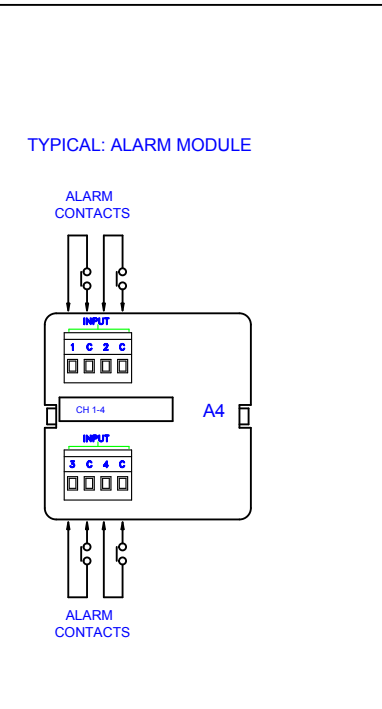 TYPICAL: ALARM MODULE
ALARM
CONTACTS
INPUT
1 C 2 C
CH 1-4
A4
INPUT
3 C 4 C
ALARM
CONTACTS